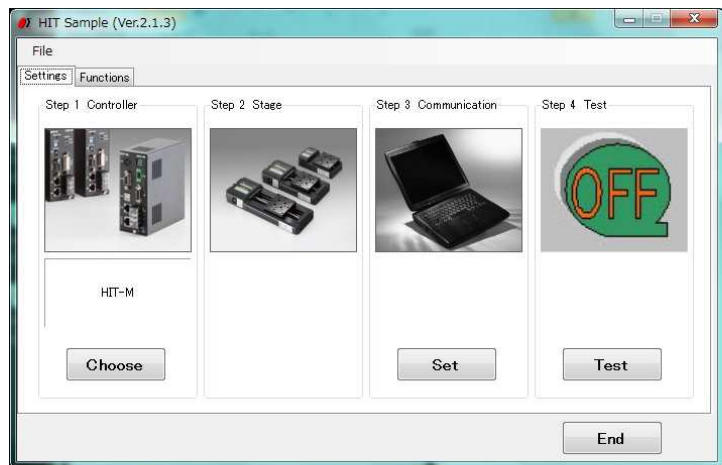 HIT Sample (Ver.2.1.3)
File
Settings Functions
Step 1 Controller
Step 2 Stage
Step 3 Communication
Step 4 Test
OFF
HIT-M
Choose
Set
Test
End